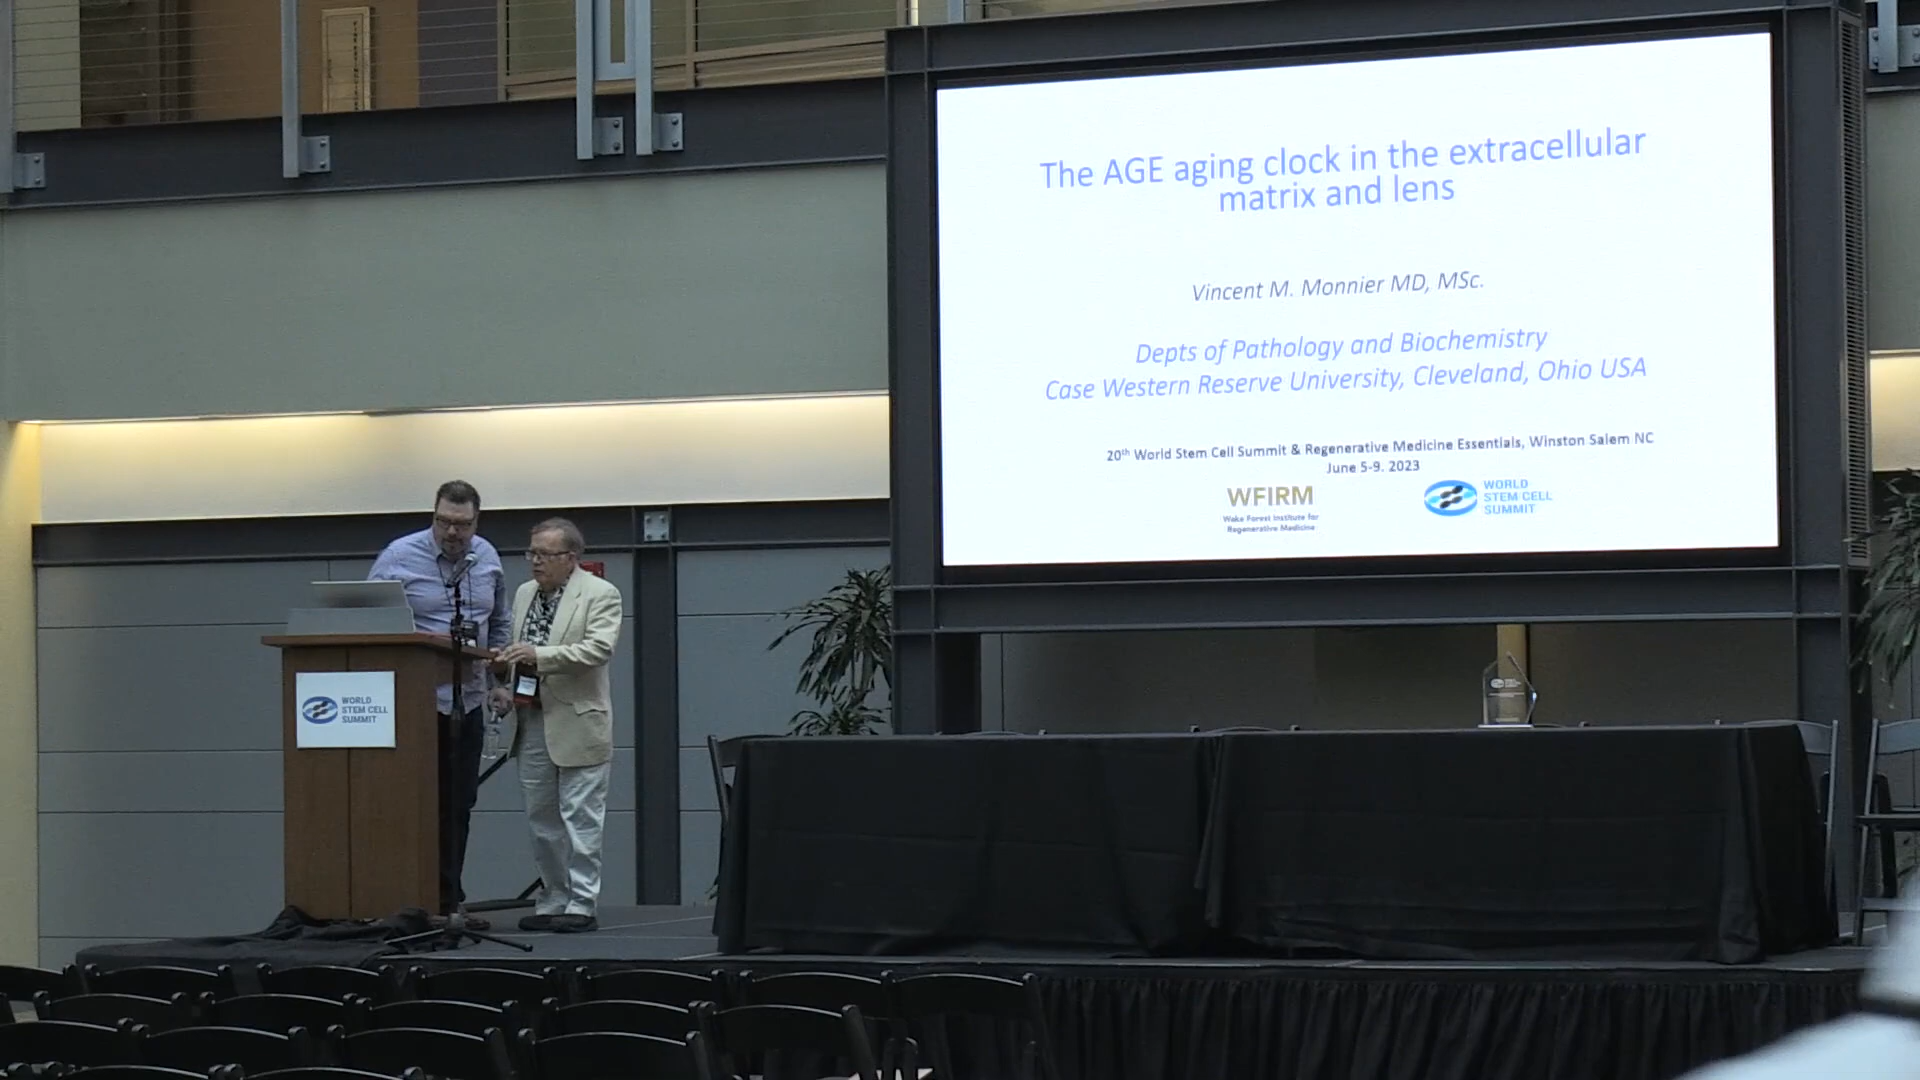 The AGE aging clock in the extracellular
matrix and lens
Vincent M. Monnier MD, MSc.
Depts of Pathology and Biochemistry
Case Western Reserve University, Cleveland, Ohio USA
20th World Stem Cell Summit & Regenerative Medicine Essentials, Winston Salem NC
June 5-9. 2023
WFIRM
Wake Forest Institute for
Regenerative Medicine
WORLD
STEM CELL
SUMMIT
WORLD
STEM CELL
SUMMIT